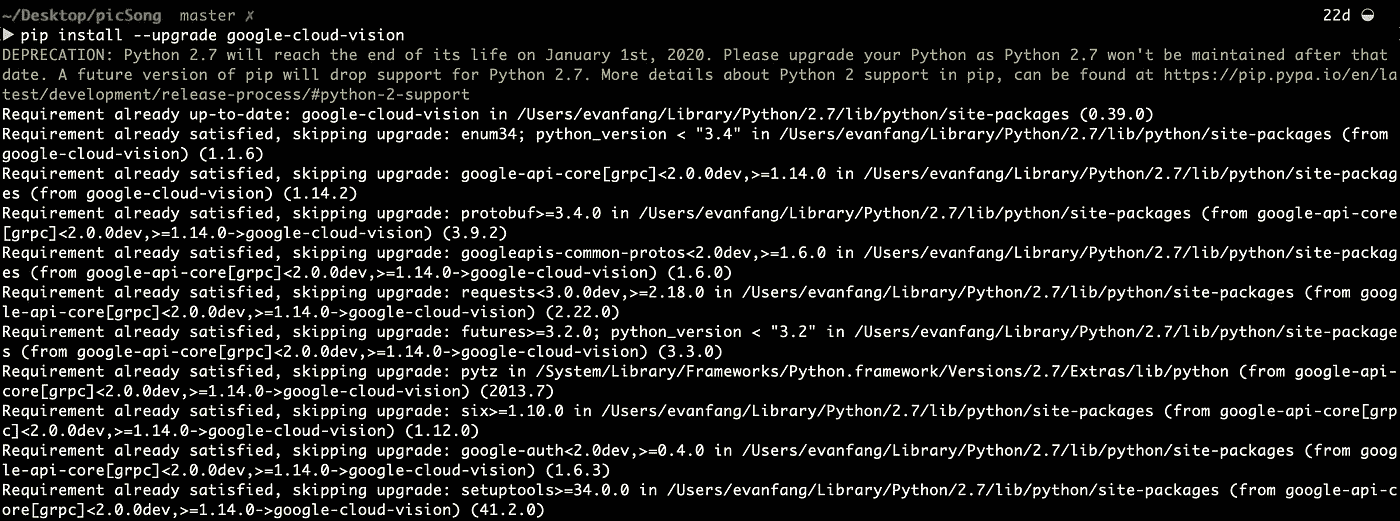 ~/Desktop/picSong master ✗ 22d
▶ pip install --upgrade google-cloud-vision
DEPRECATION: Python 2.7 will reach the end of its life on January 1st, 2020. Please upgrade your Python as Python 2.7 won't be maintained after that
date. A future version of pip will drop support for Python 2.7. More details about Python 2 support in pip, can be found at https://pip.pypa.io/en/la
test/development/release-process/#python-2-support
Requirement already up-to-date: google-cloud-vision in /Users/evanfang/Library/Python/2.7/lib/python/site-packages (0.39.0)
Requirement already satisfied, skipping upgrade: enum34; python_version < "3.4" in /Users/evanfang/Library/Python/2.7/lib/python/site-packages (from
google-cloud-vision) (1.1.6)
Requirement already satisfied, skipping upgrade: google-api-core[grpc]<2.0.0dev,>=1.14.0 in /Users/evanfang/Library/Python/2.7/lib/python/site-packag
es (from google-cloud-vision) (1.14.2)
Requirement already satisfied, skipping upgrade: protobuf>=3.4.0 in /Users/evanfang/Library/Python/2.7/lib/python/site-packages (from google-api-core
[grpc]<2.0.0dev,>=1.14.0->google-cloud-vision) (3.9.2)
Requirement already satisfied, skipping upgrade: googleapis-common-protos<2.0dev,>=1.6.0 in /Users/evanfang/Library/Python/2.7/lib/python/site-packag
es (from google-api-core[grpc]<2.0.0dev,>=1.14.0->google-cloud-vision) (1.6.0)
Requirement already satisfied, skipping upgrade: requests<3.0.0dev,>=2.18.0 in /Users/evanfang/Library/Python/2.7/lib/python/site-packages (from goog
le-api-core[grpc]<2.0.0dev,>=1.14.0->google-cloud-vision) (2.22.0)
Requirement already satisfied, skipping upgrade: futures>=3.2.0; python_version < "3.2" in /Users/evanfang/Library/Python/2.7/lib/python/site-package
s (from google-api-core[grpc]<2.0.0dev,>=1.14.0->google-cloud-vision) (3.3.0)
Requirement already satisfied, skipping upgrade: pytz in /System/Library/Frameworks/Python.framework/Versions/2.7/Extras/lib/python (from google-api-
core[grpc]<2.0.0dev,>=1.14.0->google-cloud-vision) (2013.7)
Requirement already satisfied, skipping upgrade: six>=1.10.0 in /Users/evanfang/Library/Python/2.7/lib/python/site-packages (from google-api-core[grp
c]<2.0.0dev,>=1.14.0->google-cloud-vision) (1.12.0)
Requirement already satisfied, skipping upgrade: google-auth<2.0dev,>=0.4.0 in /Users/evanfang/Library/Python/2.7/lib/python/site-packages (from goog
le-api-core[grpc]<2.0.0dev,>=1.14.0->google-cloud-vision) (1.6.3)
Requirement already satisfied, skipping upgrade: setuptools>=34.0.0 in /Users/evanfang/Library/Python/2.7/lib/python/site-packages (from google-api-c
ore[grpc]<2.0.0dev,>=1.14.0->google-cloud-vision) (41.2.0)